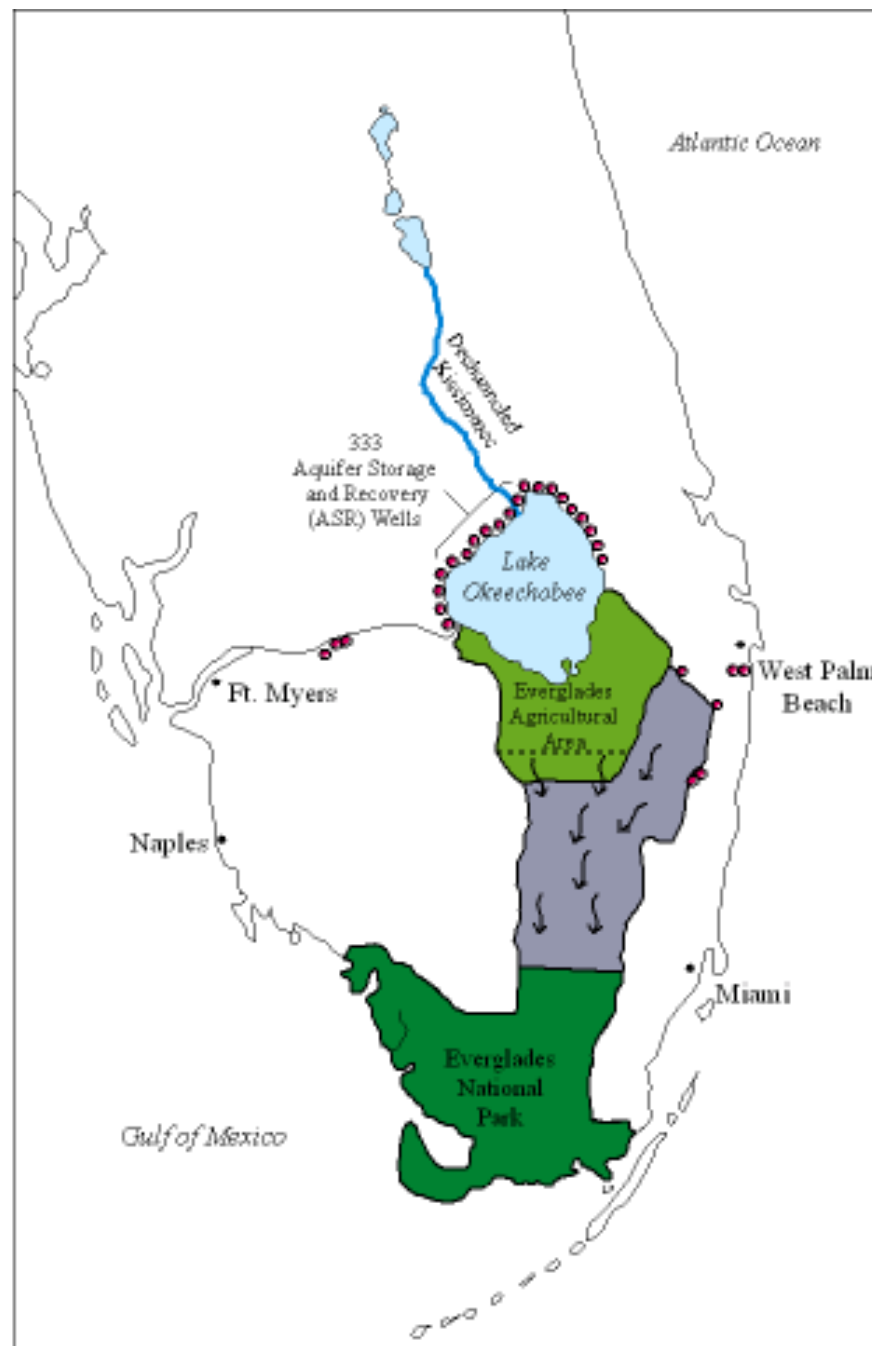 Atlantic Ocean
Dechanneled
Kissimmee
333
Aquifer Storage
and Recovery
(ASR) Wells
Lake
Okeechobee
Ft. Myers
West Palm
Beach
Everglades
Agricultural
Area
Naples
Miami
Everglades
National
Park
Gulf of Mexico